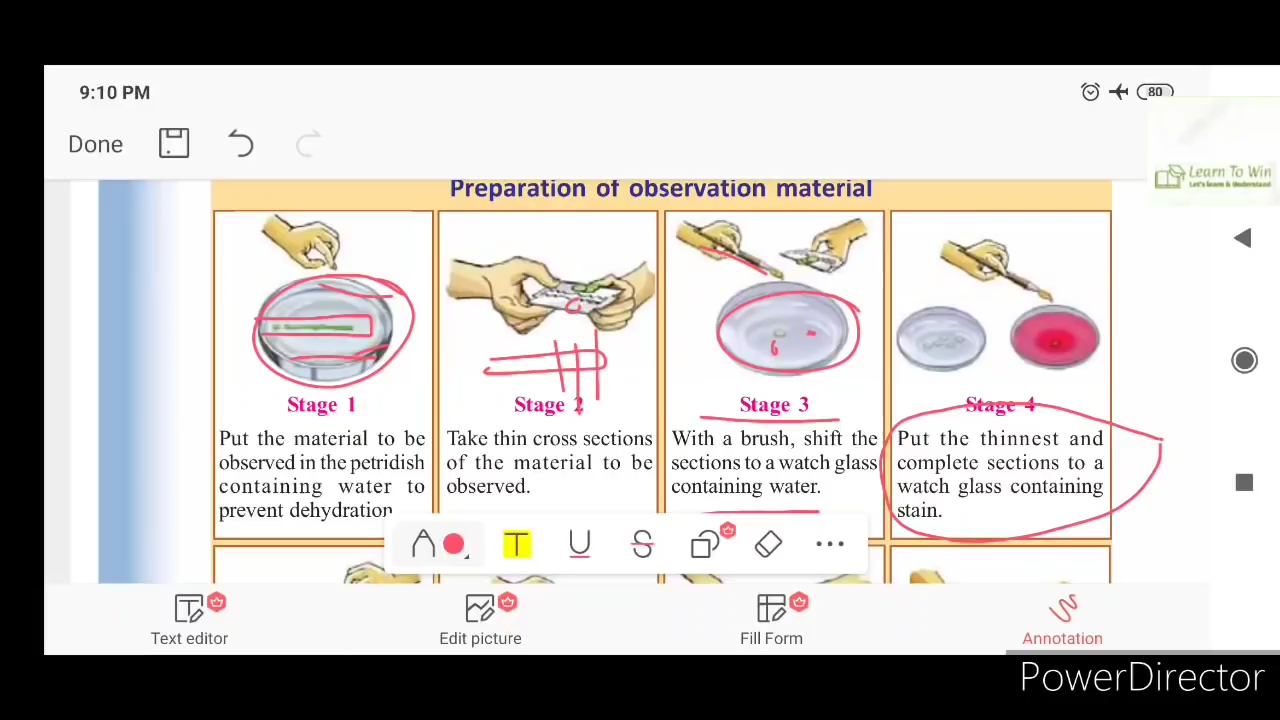 9:10 PM
80
Done
Learn To Win
Let's learn & Understand
Preparation of observation material
Stage 1
Put the material to be
observed in the petridish
containing water to
prevent dehydration
Stage 2
Take thin cross sections
of the material to be
observed.
Stage 3
With a brush, shift the
sections to a watch glass
containing water.
Stage 4
Put the thinnest and
complete sections to a
watch glass containing
stain.
T
U
S
Text editor
Edit picture
Fill Form
Annotation
PowerDirector